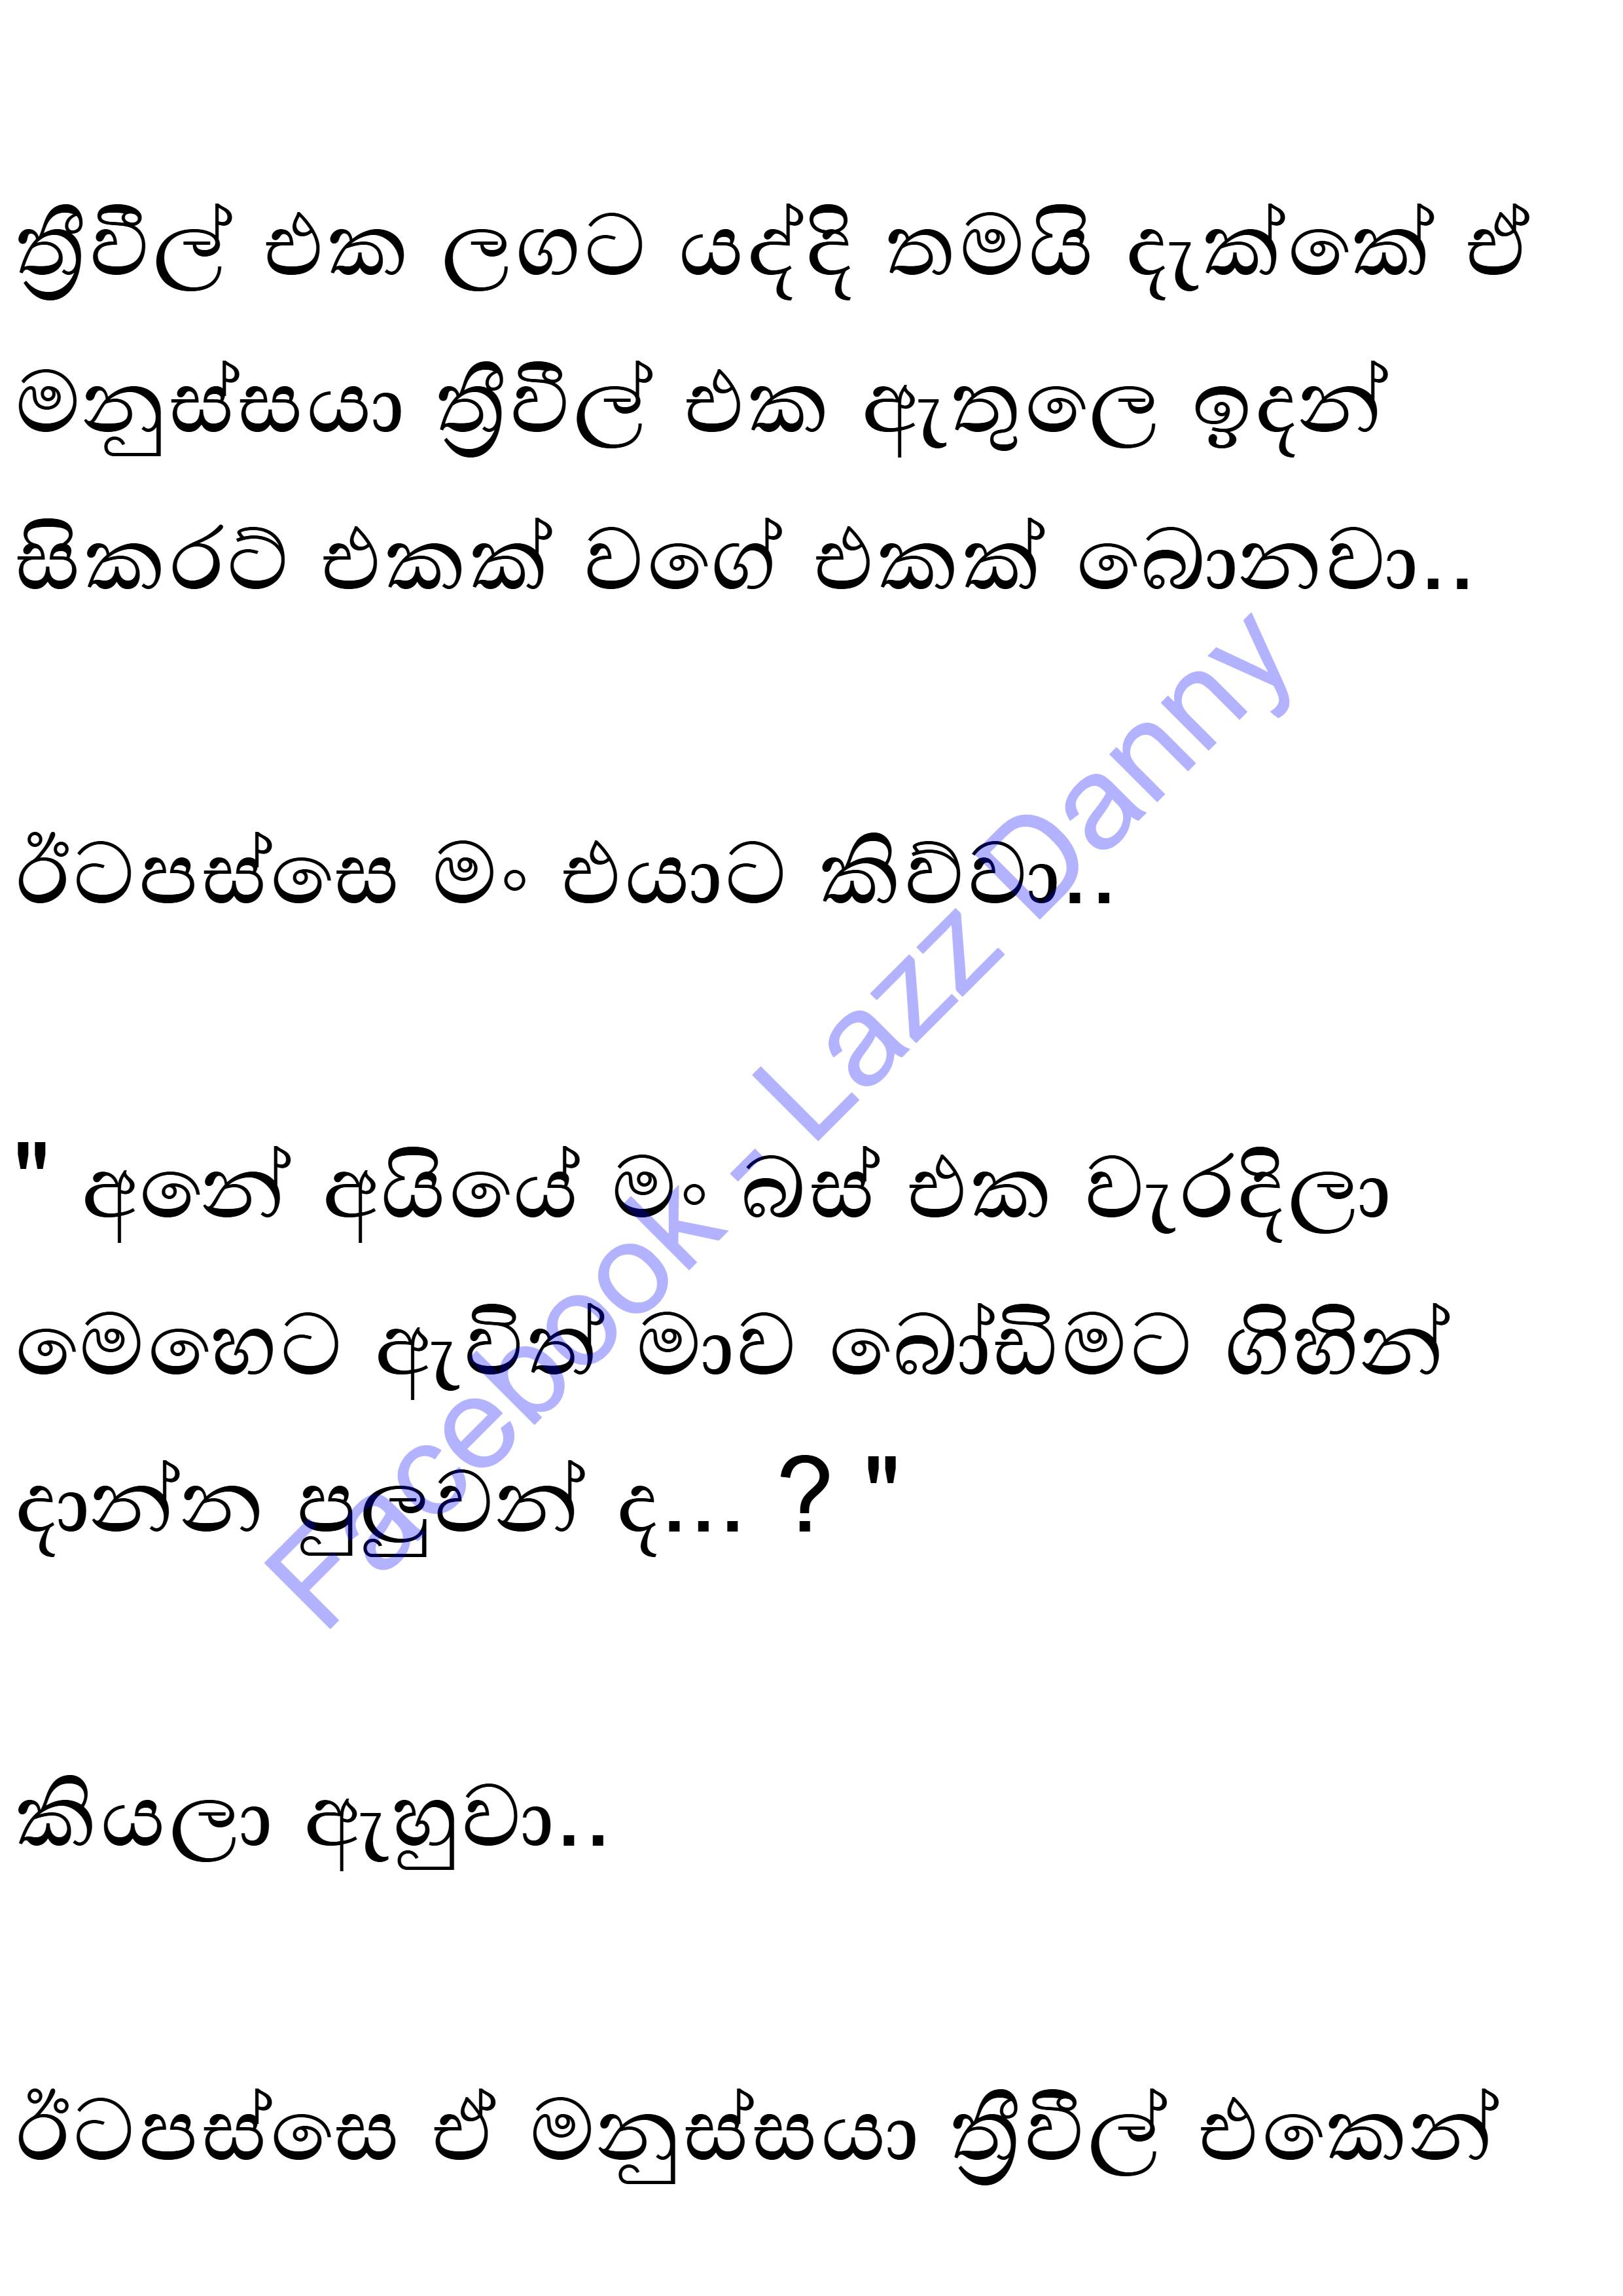 ත්‍රීවීල් එක ලගට යද්දි තමයි දැක්කේ ඒ
මනුස්සයා ත්‍රීවීල් එක ඇතුලෙ ඉදන්
සිකරට් එකක් වගේ එකක් බොනවා..
ඊටපස්සෙ මං එයාට කිව්වා..
" අනේ අයියේ මං බස් එක වැරදිලා
මෙහෙට ඇවින් මාව බෝඩිමට ගිහින්
දාන්න පුලුවන් ද... ? "
කියලා ඇහුවා..
ඊටපස්සෙ ඒ මනුස්සයා ත්‍රීවීල් එකෙන්
Facebook - Lazz Danny